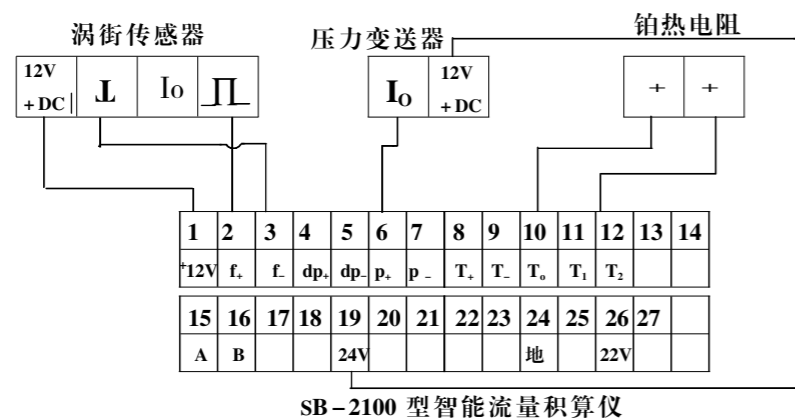 涡街传感器 压力变送器 铂热电阻
12V
+DC ⊥ Io I₀ 12V
+DC + +
1 2 3 4 5 6 7 8 9 10 11 12 13 14
+12V f₊ f₋ dp₊ dp₋ p₊ p₋ T₊ T₋ T₀ T₁ T₂
15 16 17 18 19 20 21 22 23 24 25 26 27
A B 24V 地 22V
SB-2100 型智能流量积算仪